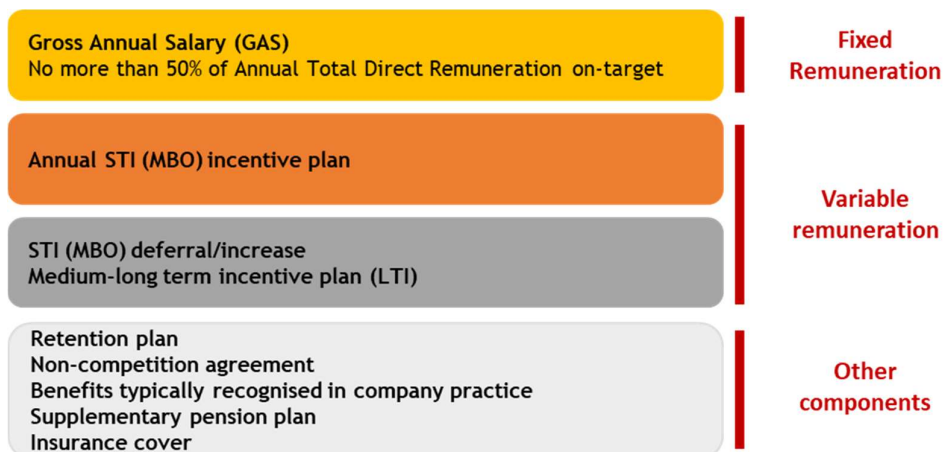 Gross Annual Salary (GAS)
No more than 50% of Annual Total Direct Remuneration on-target
Fixed
Remuneration
Annual STI (MBO) incentive plan
STI (MBO) deferral/increase
Medium-long term incentive plan (LTI)
Variable
remuneration
Retention plan
Non-competition agreement
Benefits typically recognised in company practice
Supplementary pension plan
Insurance cover
Other
components